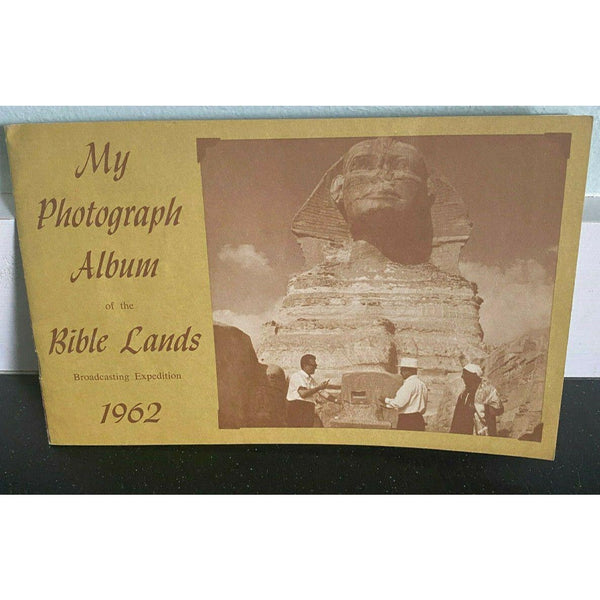 My
Photograph
Album
of the
Bible Lands
Broadcasting Expedition
1962